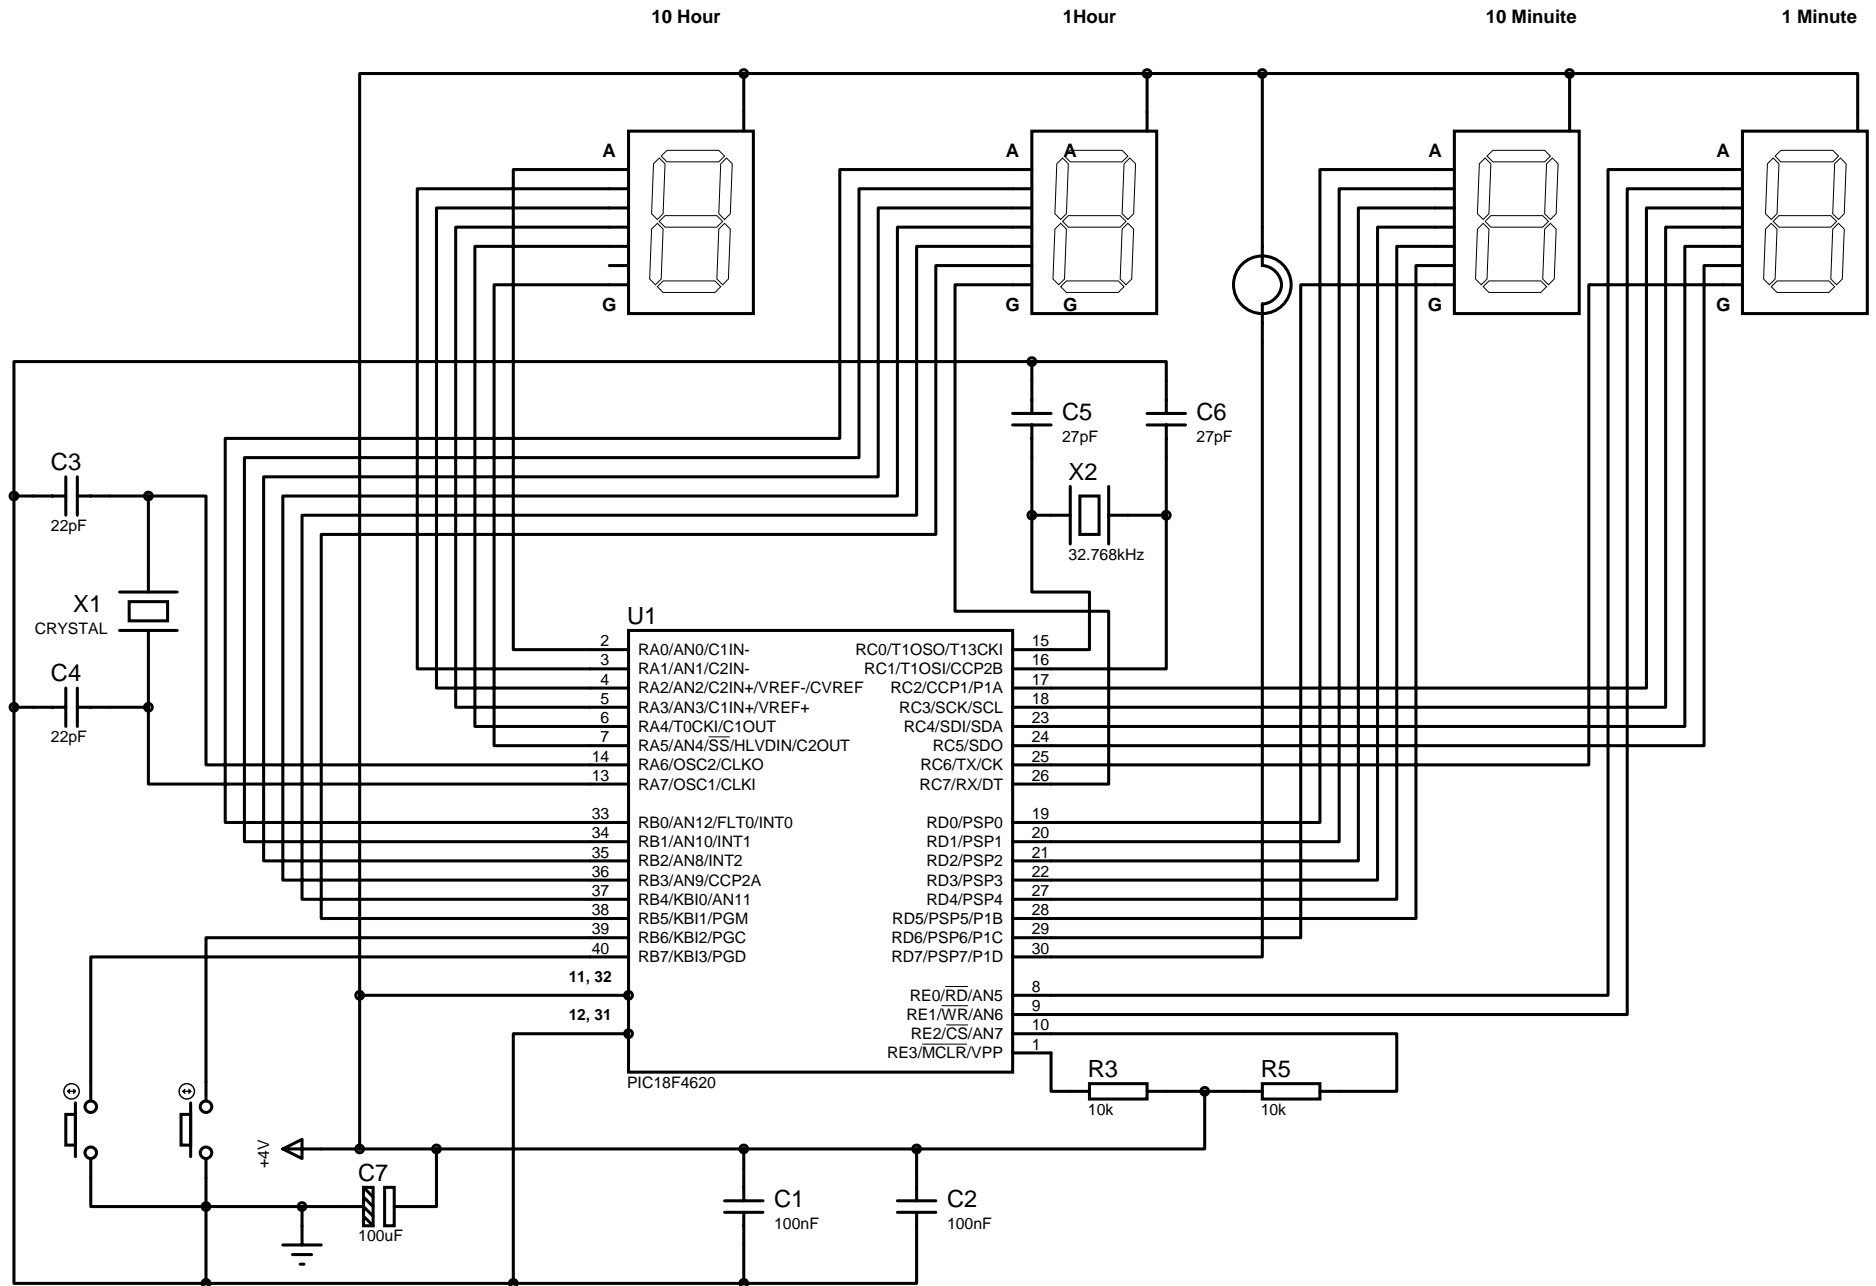 10 Hour
1Hour
10 Minuite
1 Minute
A
A
A
A
A
G
G
G
G
G
C5
27pF
C6
27pF
C3
22pF
X2
32.768kHz
X1
CRYSTAL
C4
22pF
U1
2 RA0/AN0/C1IN-
3 RA1/AN1/C2IN-
4 RA2/AN2/C2IN+/VREF-/CVREF
5 RA3/AN3/C1IN+/VREF+
6 RA4/T0CKI/C1OUT
7 RA5/AN4/SS/HLVDIN/C2OUT
14 RA6/OSC2/CLKO
13 RA7/OSC1/CLKI
33 RB0/AN12/FLT0/INT0
34 RB1/AN10/INT1
35 RB2/AN8/INT2
36 RB3/AN9/CCP2A
37 RB4/KBI0/AN11
38 RB5/KBI1/PGM
39 RB6/KBI2/PGC
40 RB7/KBI3/PGD
11, 32
12, 31
RC0/T1OSO/T13CKI 15
RC1/T1OSI/CCP2B 16
RC2/CCP1/P1A 17
RC3/SCK/SCL 18
RC4/SDI/SDA 23
RC5/SDO 24
RC6/TX/CK 25
RC7/RX/DT 26
RD0/PSP0 19
RD1/PSP1 20
RD2/PSP2 21
RD3/PSP3 22
RD4/PSP4 27
RD5/PSP5/P1B 28
RD6/PSP6/P1C 29
RD7/PSP7/P1D 30
RE0/RD/AN5 8
RE1/WR/AN6 9
RE2/CS/AN7 10
RE3/MCLR/VPP 1
PIC18F4620
R3
10k
R5
10k
+4V
C7
100uF
C1
100nF
C2
100nF